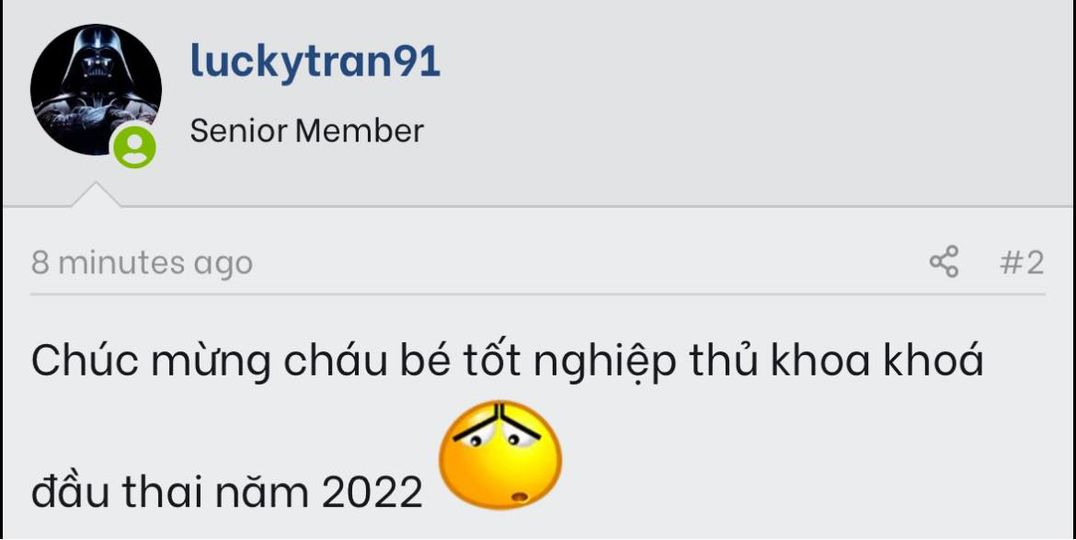 luckytran91
Senior Member
8 minutes ago #2
Chúc mừng cháu bé tốt nghiệp thủ khoa khoá
đầu thai năm 2022